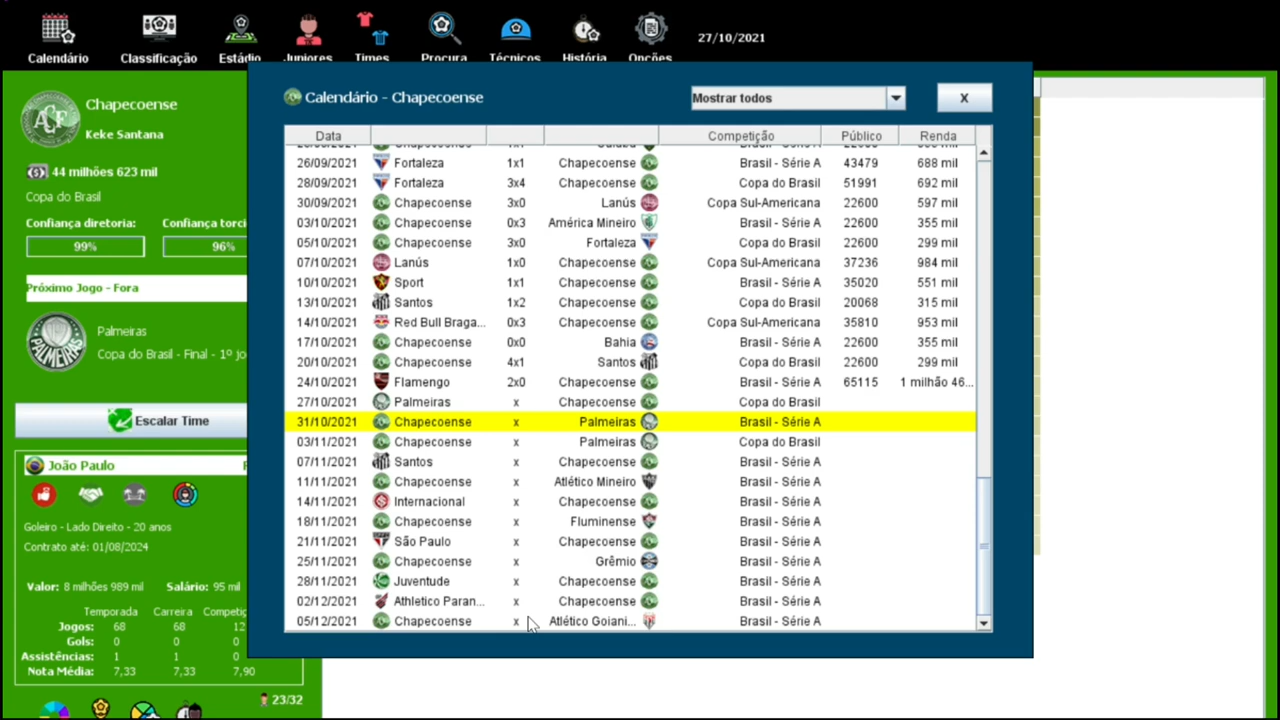 Calendário
Classificação
Estádio
Juniores
Times
Procura
Técnicos
História
Opções
27/10/2021
Chapecoense
Keke Santana
44 milhões 623 mil
Copa do Brasil
Confiança diretoria:
Confiança torci
99%
96%
Próximo Jogo - Fora
PALMEIRAS
Palmeiras
Copa do Brasil - Final - 1º jo
Escalar Time
João Paulo
Goleiro - Lado Direito - 20 anos
Contrato até: 01/08/2024
Valor: 8 milhões 989 mil Salário: 95 mil
Temporada Carreira Competiç
Jogos: 68 68 12
Gols: 0 0 0
Assistências: 1 1 0
Nota Média: 7,33 7,33 7,90
23/32
Calendário - Chapecoense
Mostrar todos
X
Data Competição Público Renda
26/09/2021 Fortaleza 1x1 Chapecoense Brasil - Série A 43479 688 mil
28/09/2021 Fortaleza 3x4 Chapecoense Copa do Brasil 51991 692 mil
30/09/2021 Chapecoense 3x0 Lanús Copa Sul-Americana 22600 597 mil
03/10/2021 Chapecoense 0x3 América Mineiro Brasil - Série A 22600 355 mil
05/10/2021 Chapecoense 3x0 Fortaleza Copa do Brasil 22600 299 mil
07/10/2021 Lanús 1x0 Chapecoense Copa Sul-Americana 37236 984 mil
10/10/2021 Sport 1x1 Chapecoense Brasil - Série A 35020 551 mil
13/10/2021 Santos 1x2 Chapecoense Copa do Brasil 20068 315 mil
14/10/2021 Red Bull Braga... 0x3 Chapecoense Copa Sul-Americana 35810 953 mil
17/10/2021 Chapecoense 0x0 Bahia Brasil - Série A 22600 355 mil
20/10/2021 Chapecoense 4x1 Santos Copa do Brasil 22600 299 mil
24/10/2021 Flamengo 2x0 Chapecoense Brasil - Série A 65115 1 milhão 46...
27/10/2021 Palmeiras x Chapecoense Copa do Brasil
31/10/2021 Chapecoense x Palmeiras Brasil - Série A
03/11/2021 Chapecoense x Palmeiras Copa do Brasil
07/11/2021 Santos x Chapecoense Brasil - Série A
11/11/2021 Chapecoense x Atlético Mineiro Brasil - Série A
14/11/2021 Internacional x Chapecoense Brasil - Série A
18/11/2021 Chapecoense x Fluminense Brasil - Série A
21/11/2021 São Paulo x Chapecoense Brasil - Série A
25/11/2021 Chapecoense x Grêmio Brasil - Série A
28/11/2021 Juventude x Chapecoense Brasil - Série A
02/12/2021 Athletico Paran... x Chapecoense Brasil - Série A
05/12/2021 Chapecoense x Atlético Goiani... Brasil - Série A